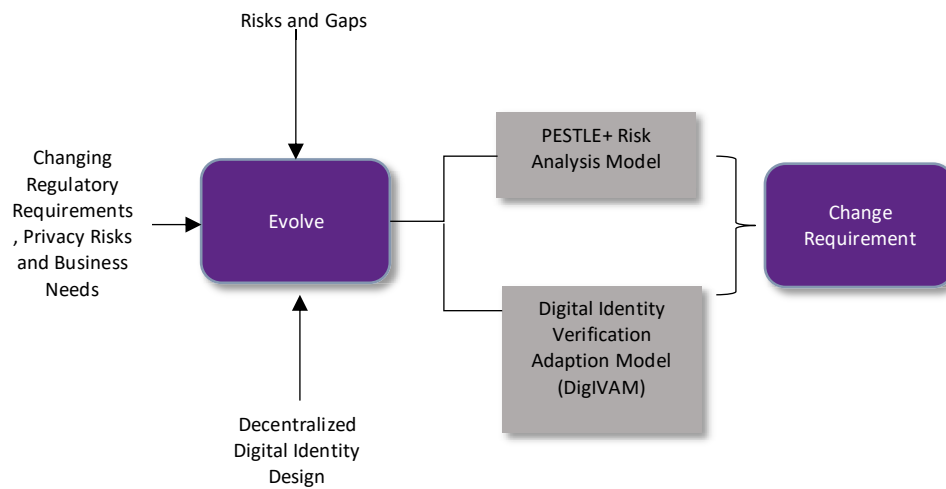 Risks and Gaps
Changing
Regulatory
Requirements
, Privacy Risks
and Business
Needs
Evolve
Decentralized
Digital Identity
Design
PESTLE+ Risk
Analysis Model
Digital Identity
Verification
Adaption Model
(DigIVAM)
Change
Requirement